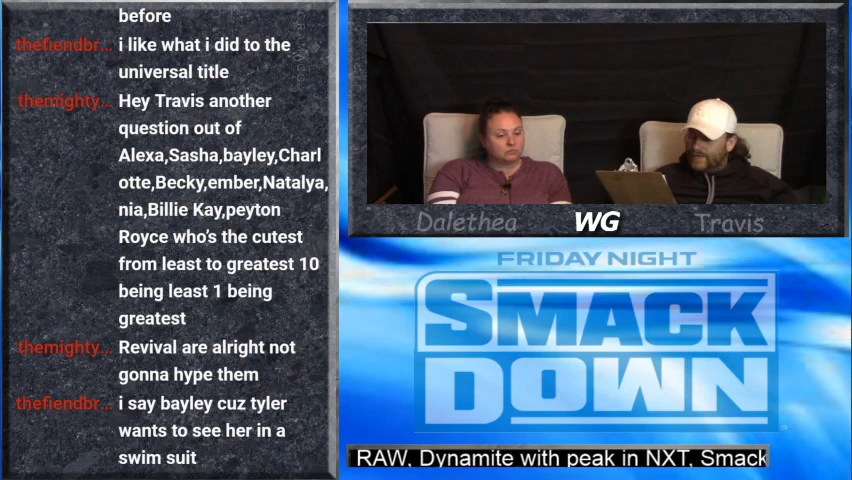 before
thefiendbr... i like what i did to the
universal title
themighty... Hey Travis another
question out of
Alexa,Sasha,bayley,Charl
otte,Becky,ember,Natalya,
nia,Billie Kay,peyton
Royce who's the cutest
from least to greatest 10
being least 1 being
greatest
themighty... Revival are alright not
gonna hype them
thefiendbr... i say bayley cuz tyler
wants to see her in a
swim suit
Dalethea WG Travis
FRIDAY NIGHT
SMACK
DOWN
RAW, Dynamite with peak in NXT, Smack